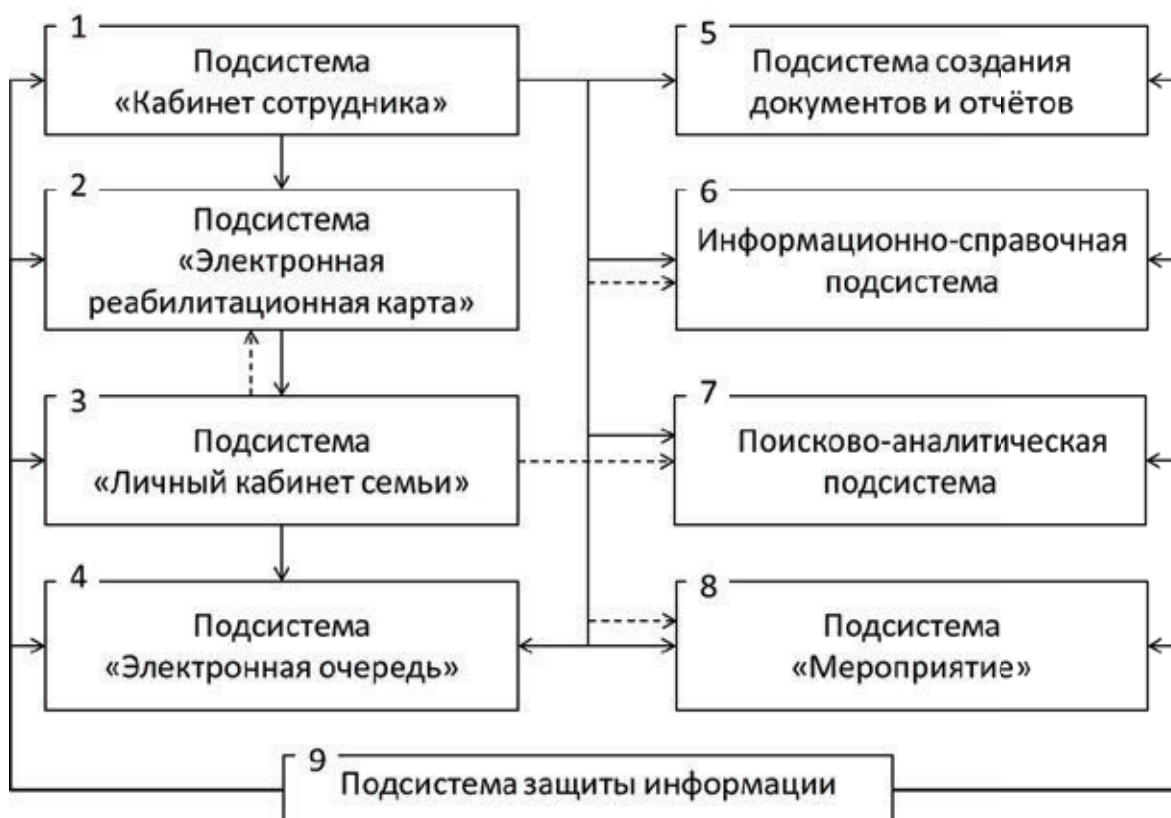 1
Подсистема
«Кабинет сотрудника»
2
Подсистема
«Электронная
реабилитационная карта»
3
Подсистема
«Личный кабинет семьи»
4
Подсистема
«Электронная очередь»
5
Подсистема создания
документов и отчётов
6
Информационно-справочная
подсистема
7
Поисково-аналитическая
подсистема
8
Подсистема
«Мероприятие»
9
Подсистема защиты информации